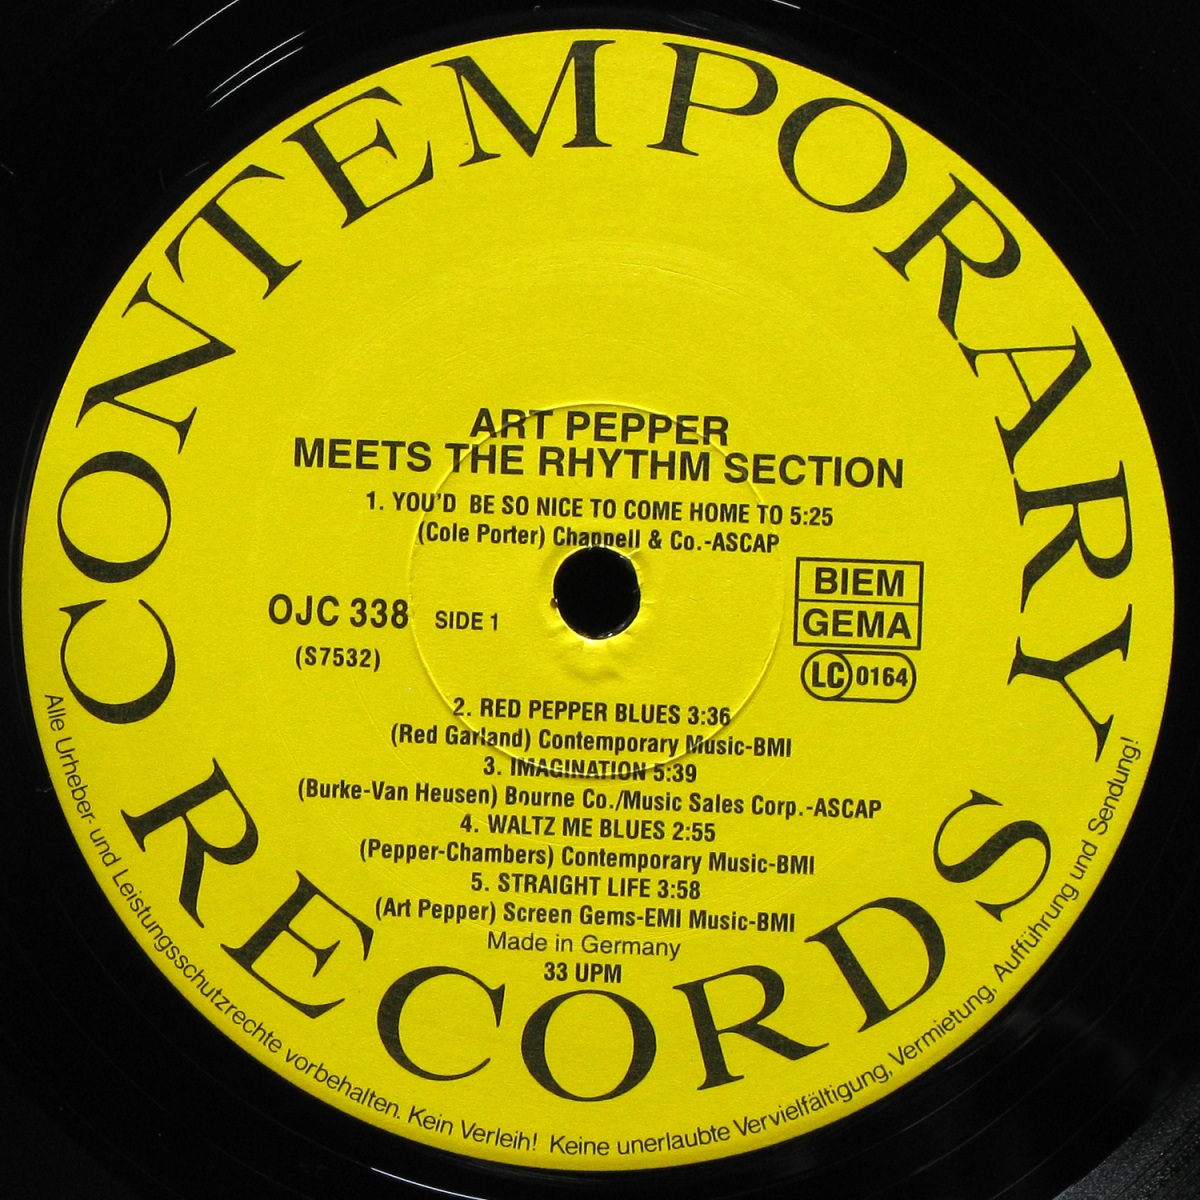 CONTEMPORARY
ART PEPPER
MEETS THE RHYTHM SECTION
1. YOU'D BE SO NICE TO COME HOME TO 5:25
(Cole Porter) Chappell & Co.-ASCAP
BIEM
GEMA
OJC 338 SIDE 1
(S7532)
LC 0164
2. RED PEPPER BLUES 3:36
(Red Garland) Contemporary Music-BMI
3. IMAGINATION 5:39
(Burke-Van Heusen) Bourne Co./Music Sales Corp.-ASCAP
4. WALTZ ME BLUES 2:55
(Pepper-Chambers) Contemporary Music-BMI
5. STRAIGHT LIFE 3:58
(Art Pepper) Screen Gems-EMI Music-BMI
Made in Germany
33 UPM
RECORDS
Alle Urheber- und Leistungsschutzrechte vorbehalten. Kein Verleih! Keine unerlaubte Vervielfältigung, Vermietung, Aufführung und Sendung!